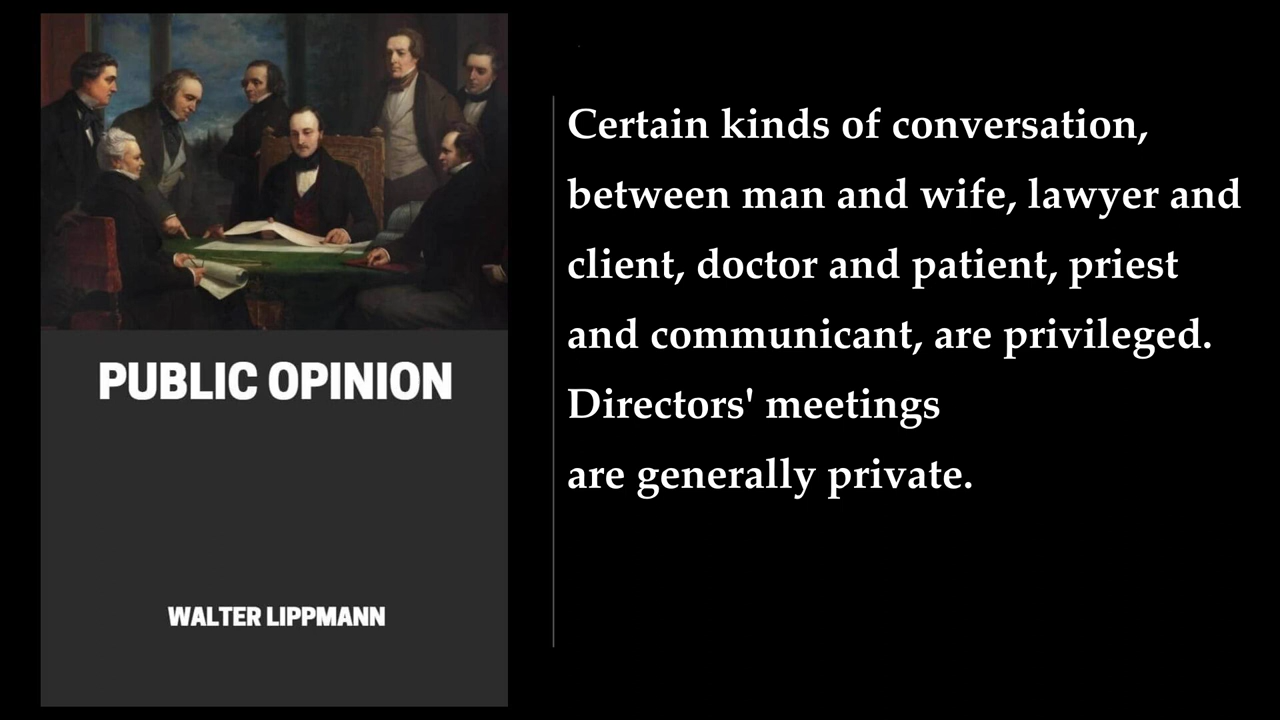 PUBLIC OPINION
WALTER LIPPMANN
Certain kinds of conversation,
between man and wife, lawyer and
client, doctor and patient, priest
and communicant, are privileged.
Directors' meetings
are generally private.